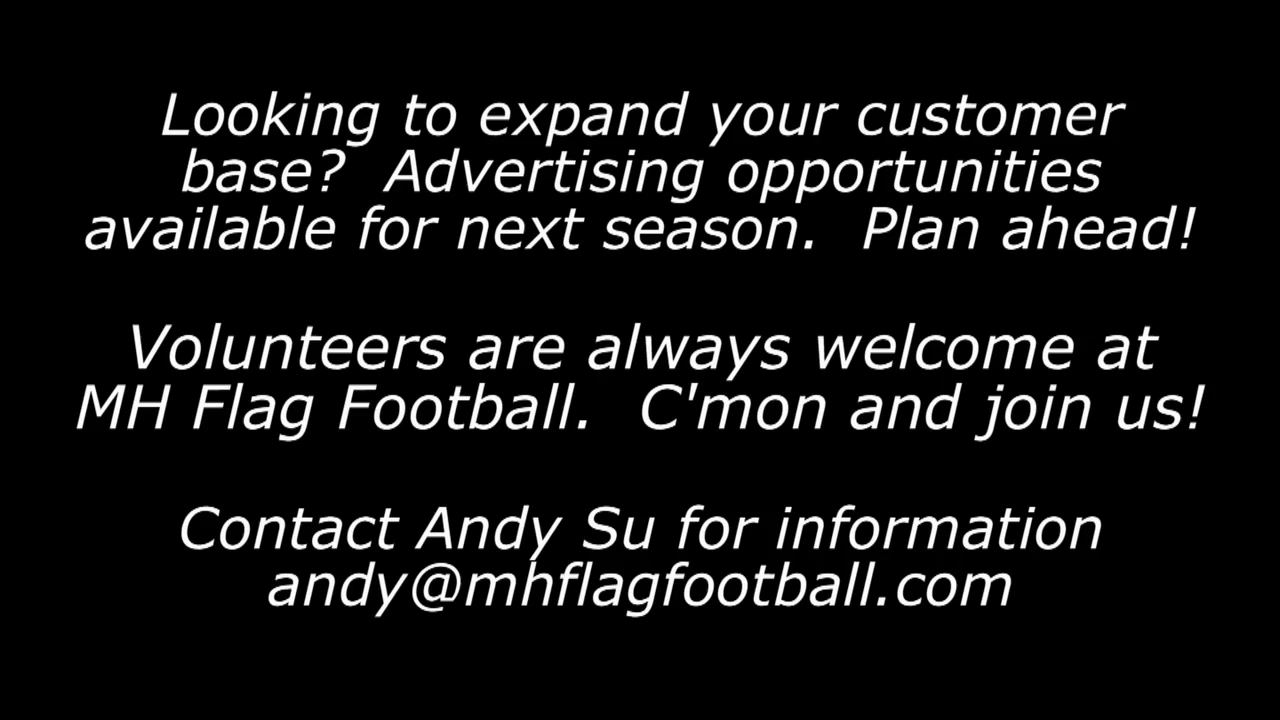 Looking to expand your customer
base?  Advertising opportunities
available for next season.  Plan ahead!
Volunteers are always welcome at
MH Flag Football.  C'mon and join us!
Contact Andy Su for information
andy@mhflagfootball.com